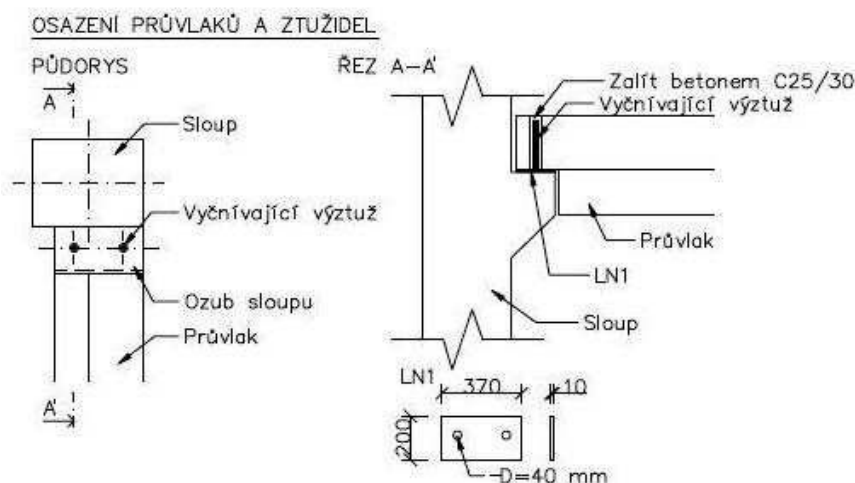 OSAZENÍ PRŮVLAKŮ A ZTUŽIDEL
PŮDORYS
A
Sloup
Vyčnívající výztuž
Ozub sloupu
Průvlak
A'
ŘEZ A-A'
Zalít betonem C25/30
Vyčnívající výztuž
Průvlak
LN1
Sloup
LN1
370
10
200
D=40 mm